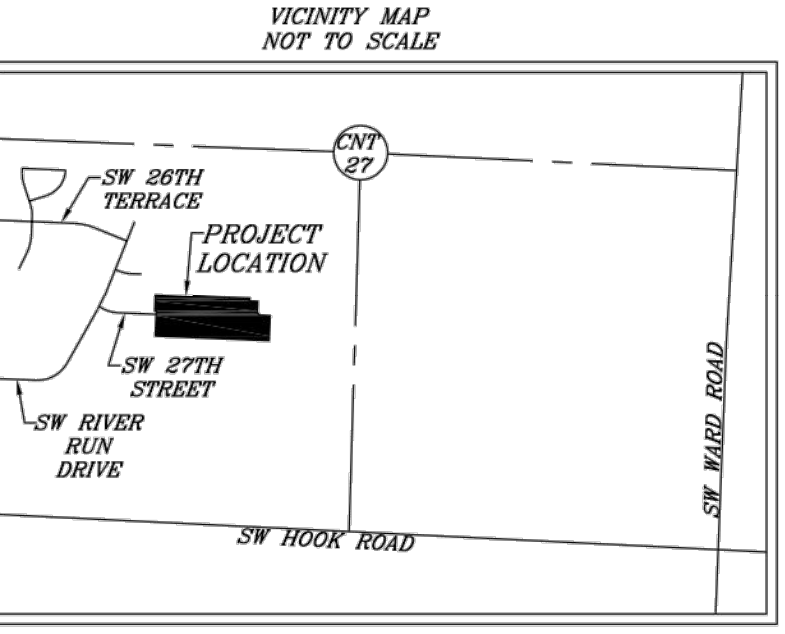 VICINITY MAP
NOT TO SCALE
CNT
27
SW 26TH
TERRACE
PROJECT
LOCATION
SW 27TH
STREET
SW RIVER
RUN
DRIVE
SW WARD ROAD
SW HOOK ROAD